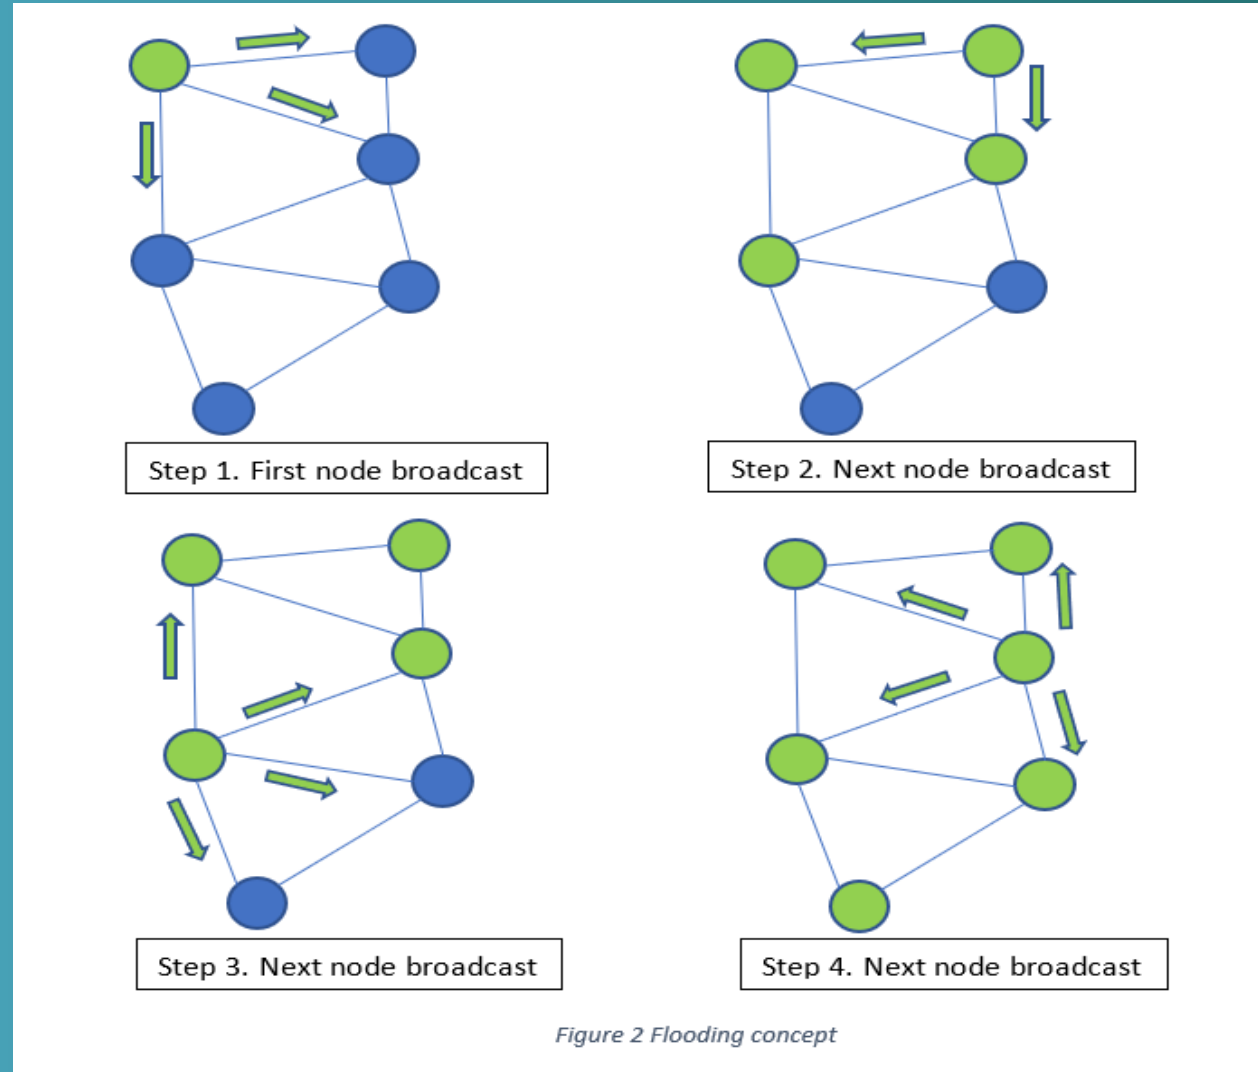 Step 1. First node broadcast
Step 2. Next node broadcast
Step 3. Next node broadcast
Step 4. Next node broadcast
Figure 2 Flooding concept